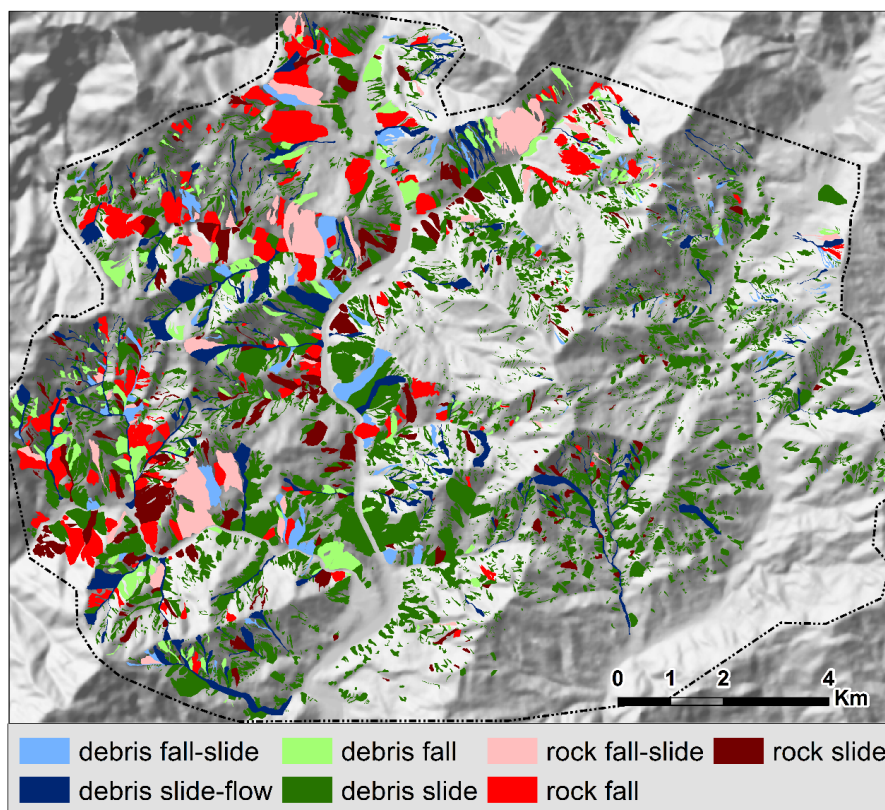 0 1 2 4
Km
debris fall-slide debris fall rock fall-slide rock slide
debris slide-flow debris slide rock fall